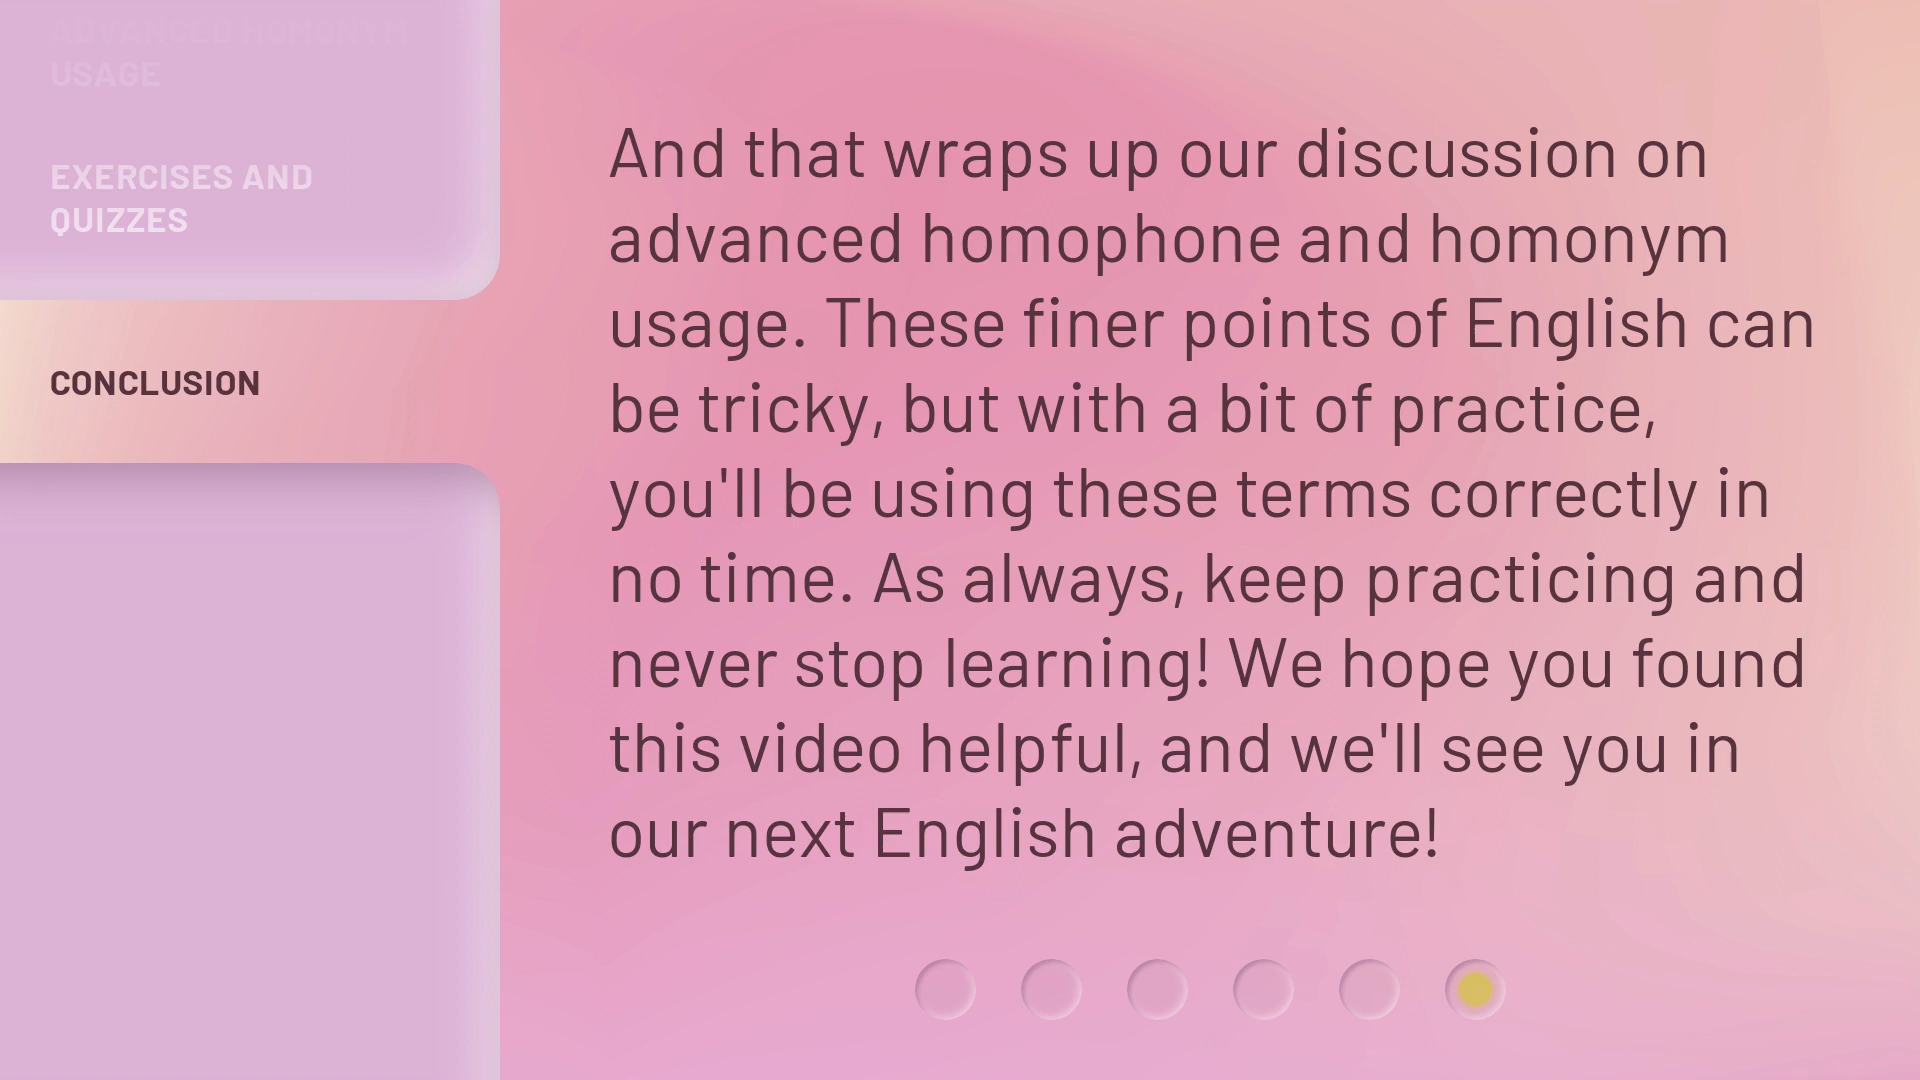 ADVANCED HOMONYM
USAGE
EXERCISES AND
QUIZZES
CONCLUSION
And that wraps up our discussion on
advanced homophone and homonym
usage. These finer points of English can
be tricky, but with a bit of practice,
you'll be using these terms correctly in
no time. As always, keep practicing and
never stop learning! We hope you found
this video helpful, and we'll see you in
our next English adventure!